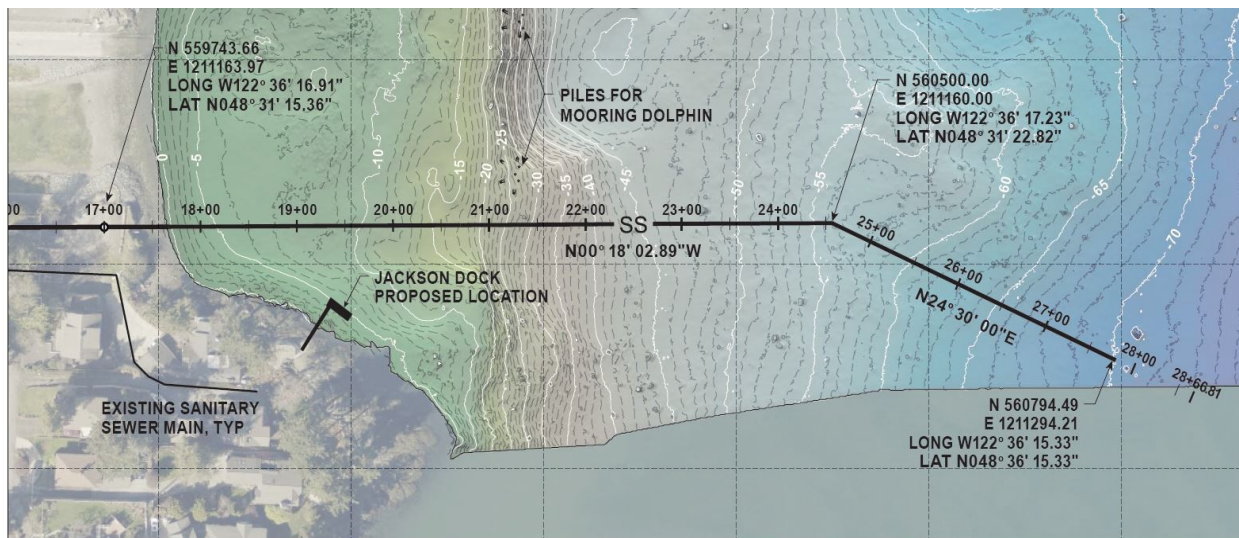 N 559743.66
E 1211163.97
LONG W122° 36' 16.91"
LAT N048° 31' 15.36"
PILES FOR
MOORING DOLPHIN
N 560500.00
E 1211160.00
LONG W122° 36' 17.23"
LAT N048° 31' 22.82"
0
-5
-10
-15
-20
-25
-30
-35
-40
-45
-50
-55
-60
-65
-70
00
17+00
18+00
19+00
20+00
21+00
22+00
SS
23+00
24+00
25+00
26+00
27+00
28+00
28+66.81
N00° 18' 02.89"W
N24° 30' 00"E
JACKSON DOCK
PROPOSED LOCATION
EXISTING SANITARY
SEWER MAIN, TYP
N 560794.49
E 1211294.21
LONG W122° 36' 15.33"
LAT N048° 36' 15.33"